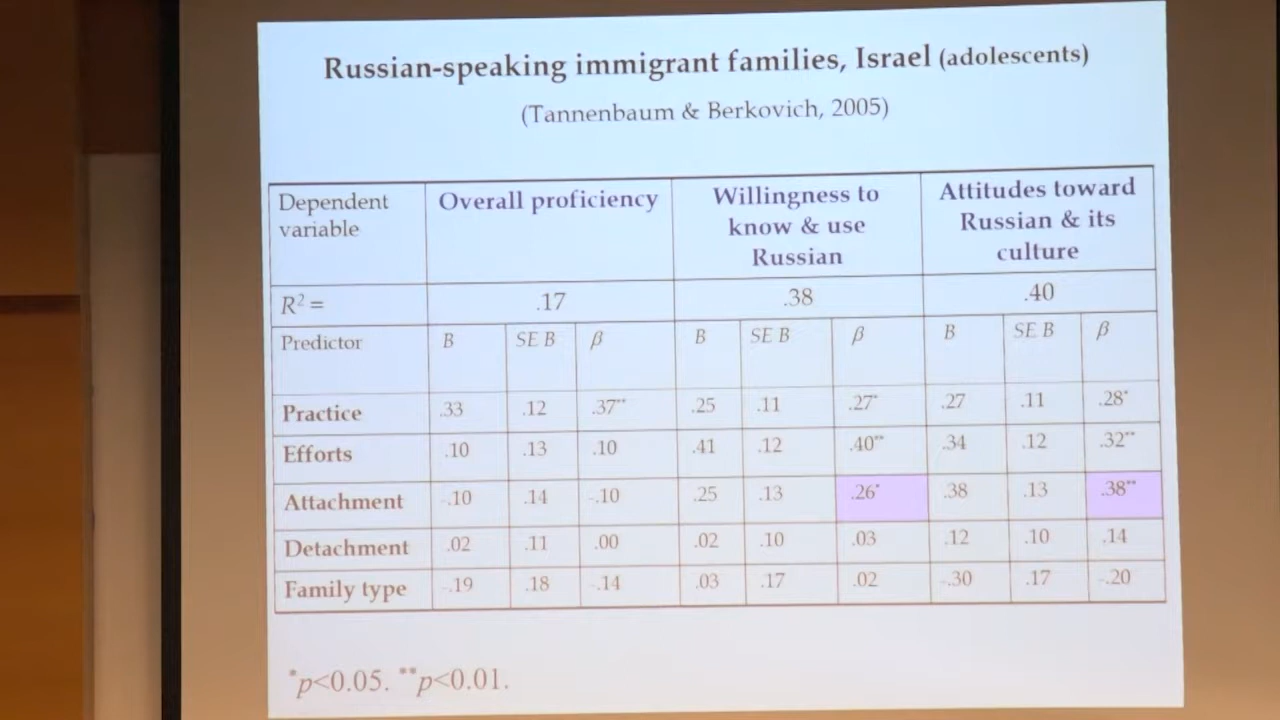 Russian-speaking immigrant families, Israel (adolescents)
(Tannenbaum & Berkovich, 2005)
Dependent variable Overall proficiency Willingness to know & use Russian Attitudes toward Russian & its culture
R² = .17 .38 .40
Predictor B SE B β B SE B β B SE B β
Practice .33 .12 .37** .25 .11 .27* .27 .11 .28*
Efforts .10 .13 .10 .41 .12 .40** .34 .12 .32**
Attachment -.10 .14 -.10 .25 .13 .26* .38 .13 .38**
Detachment .02 .11 .00 .02 .10 .03 .12 .10 .14
Family type -.19 .18 -.14 .03 .17 .02 -.30 .17 -.20
*p<0.05. **p<0.01.